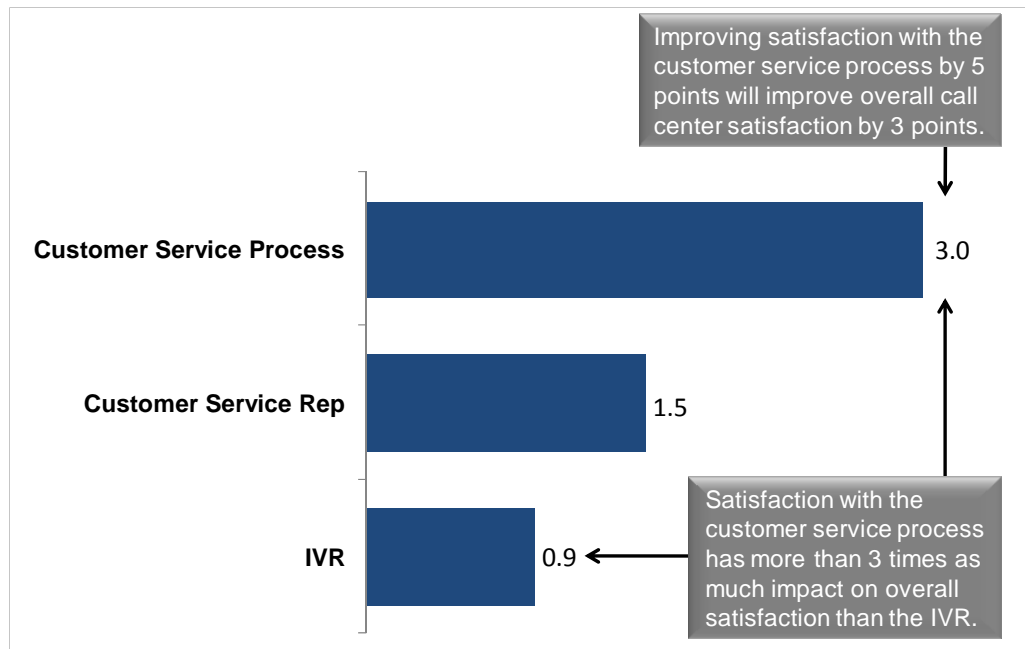 Improving satisfaction with the
customer service process by 5
points will improve overall call
center satisfaction by 3 points.
Customer Service Process
3.0
Customer Service Rep
1.5
IVR
0.9
Satisfaction with the
customer service process
has more than 3 times as
much impact on overall
satisfaction than the IVR.